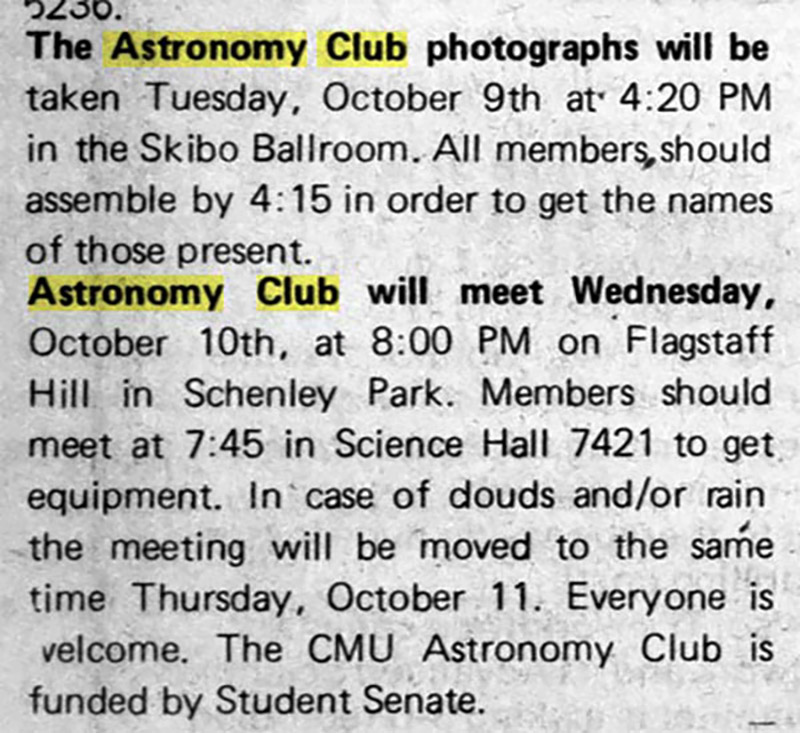 5236.
The Astronomy Club photographs will be
taken Tuesday, October 9th at 4:20 PM
in the Skibo Ballroom. All members, should
assemble by 4:15 in order to get the names
of those present.
Astronomy Club will meet Wednesday,
October 10th, at 8:00 PM on Flagstaff
Hill in Schenley Park. Members should
meet at 7:45 in Science Hall 7421 to get
equipment. In case of douds and/or rain
the meeting will be moved to the same
time Thursday, October 11. Everyone is
velcome. The CMU Astronomy Club is
funded by Student Senate.